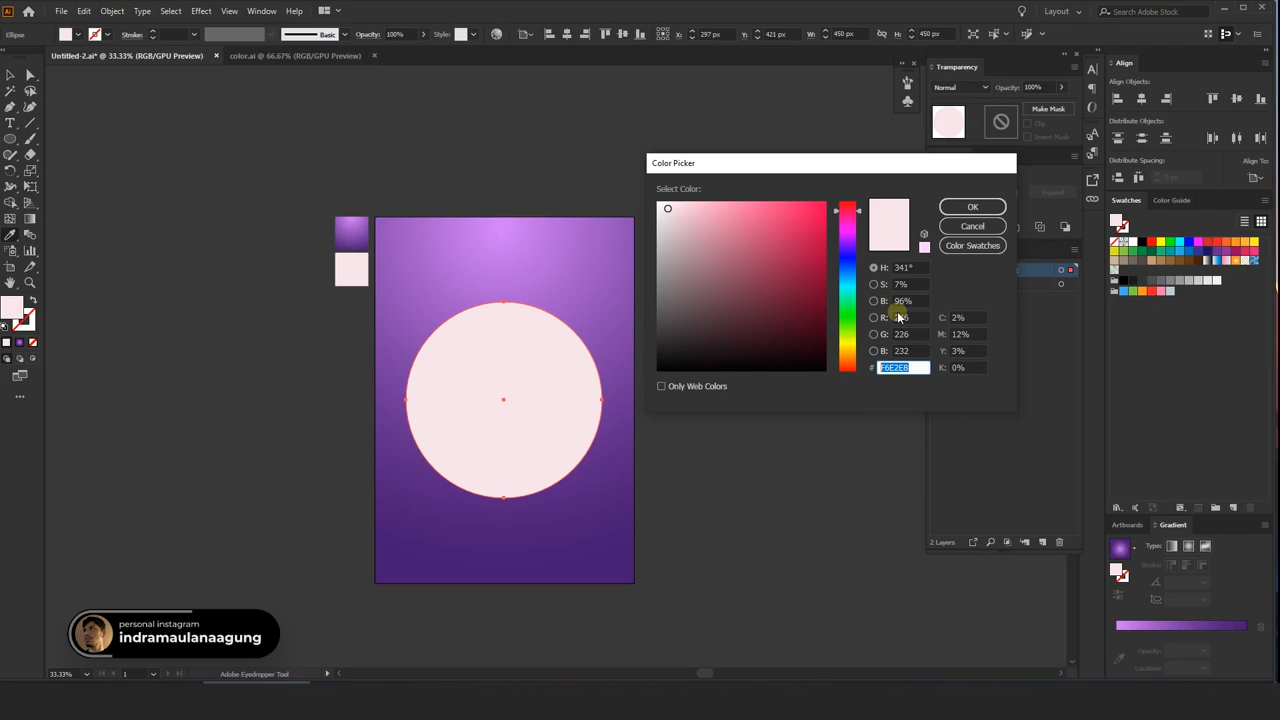 File Edit Object Type Select Effect View Window Help
Layout
Search Adobe Stock
Ellipse
Stroke:
Basic
Opacity: 100%
Style:
X: 297 px
Y: 421 px
W: 450 px
H: 450 px
Untitled-2.ai* @ 33.33% (RGB/GPU Preview)
color.ai @ 66.67% (RGB/GPU Preview)
Transparency
Normal
Opacity: 100%
Make Mask
Clip
Invert Mask
Expand
Align
Align Objects:
Distribute Objects:
Distribute Spacing:
Align To:
0 px
Swatches
Color Guide
Color Picker
Select Color:
OK
Cancel
Color Swatches
H: 341°
S: 7%
B: 96%
R:
C: 2%
G: 226
M: 12%
B: 232
Y: 3%
#
K: 0%
Only Web Colors
2 Layers
Artboards
Gradient
Type:
Stroke:
Opacity:
Location:
personal instagram
indramaulanaagung
33.33%
1
Adobe Eyedropper Tool